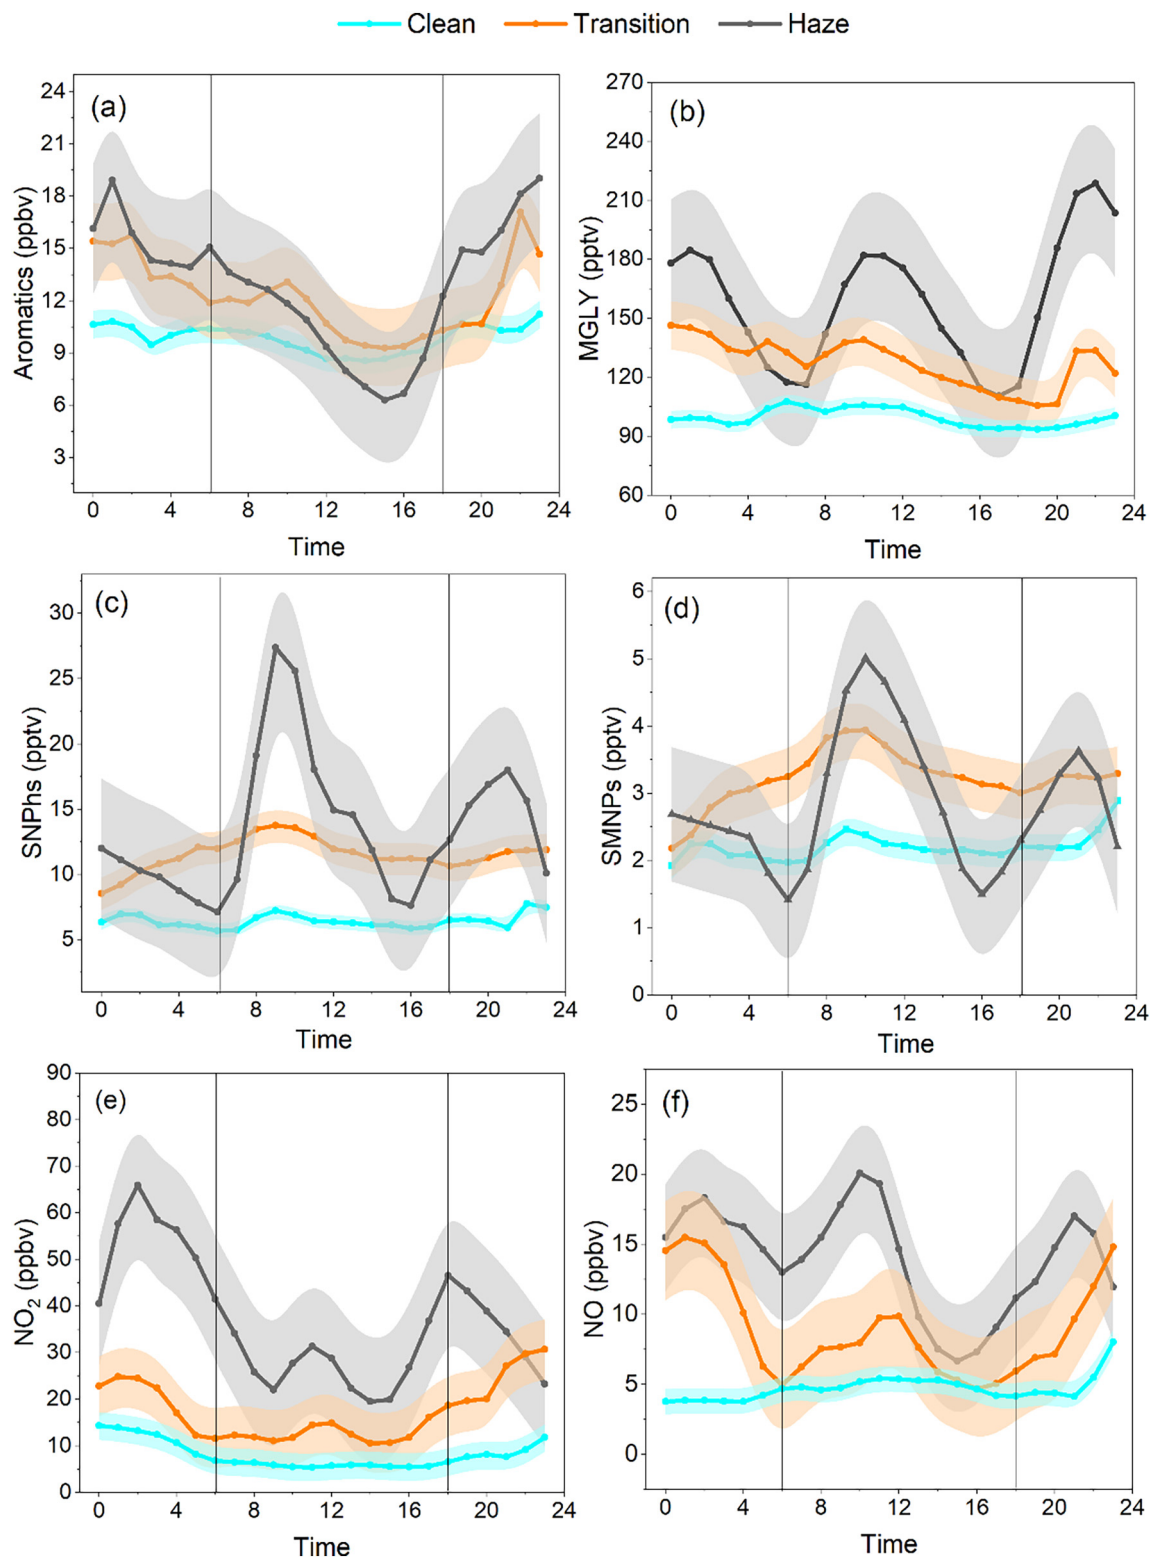 Clean Transition Haze
(a)
Aromatics (ppbv)
24
21
18
15
12
9
6
3
0 4 8 12 16 20 24
Time
(b)
MGLY (pptv)
270
240
210
180
150
120
90
60
0 4 8 12 16 20 24
Time
(c)
SNPhs (pptv)
30
25
20
15
10
5
0 4 8 12 16 20 24
Time
(d)
SMNPs (pptv)
6
5
4
3
2
1
0
0 4 8 12 16 20 24
Time
(e)
NO₂ (ppbv)
90
80
70
60
50
40
30
20
10
0
0 4 8 12 16 20 24
Time
(f)
NO (ppbv)
25
20
15
10
5
0
0 4 8 12 16 20 24
Time